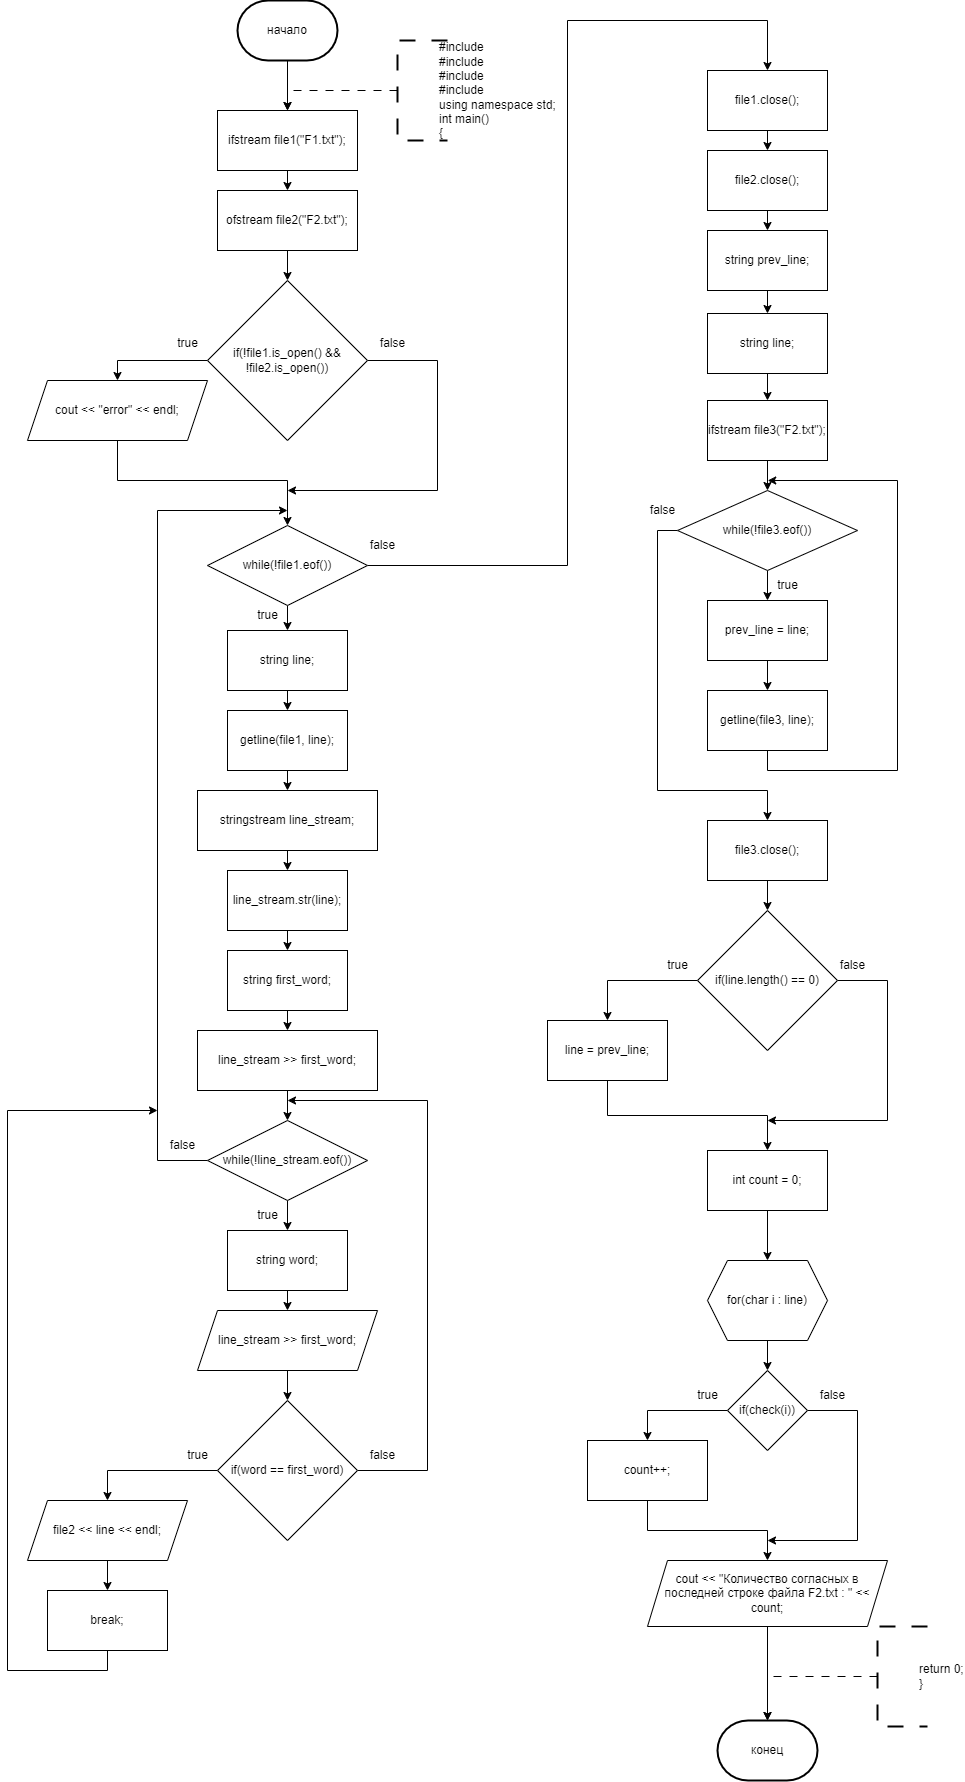 начало
#include
#include
#include
#include
using namespace std;
int main()
{
ifstream file1("F1.txt");
ofstream file2("F2.txt");
if(!file1.is_open() &&
!file2.is_open())
true
false
cout << "error" << endl;
while(!file1.eof())
false
true
string line;
getline(file1, line);
stringstream line_stream;
line_stream.str(line);
string first_word;
line_stream >> first_word;
while(!line_stream.eof())
false
true
string word;
line_stream >> first_word;
if(word == first_word)
true
false
file2 << line << endl;
break;
file1.close();
file2.close();
string prev_line;
string line;
ifstream file3("F2.txt");
while(!file3.eof())
false
true
prev_line = line;
getline(file3, line);
file3.close();
if(line.length() == 0)
true
false
line = prev_line;
int count = 0;
for(char i : line)
if(check(i))
true
false
count++;
cout << "Количество согласных в
последней строке файла F2.txt : " <<
count;
return 0;
}
конец